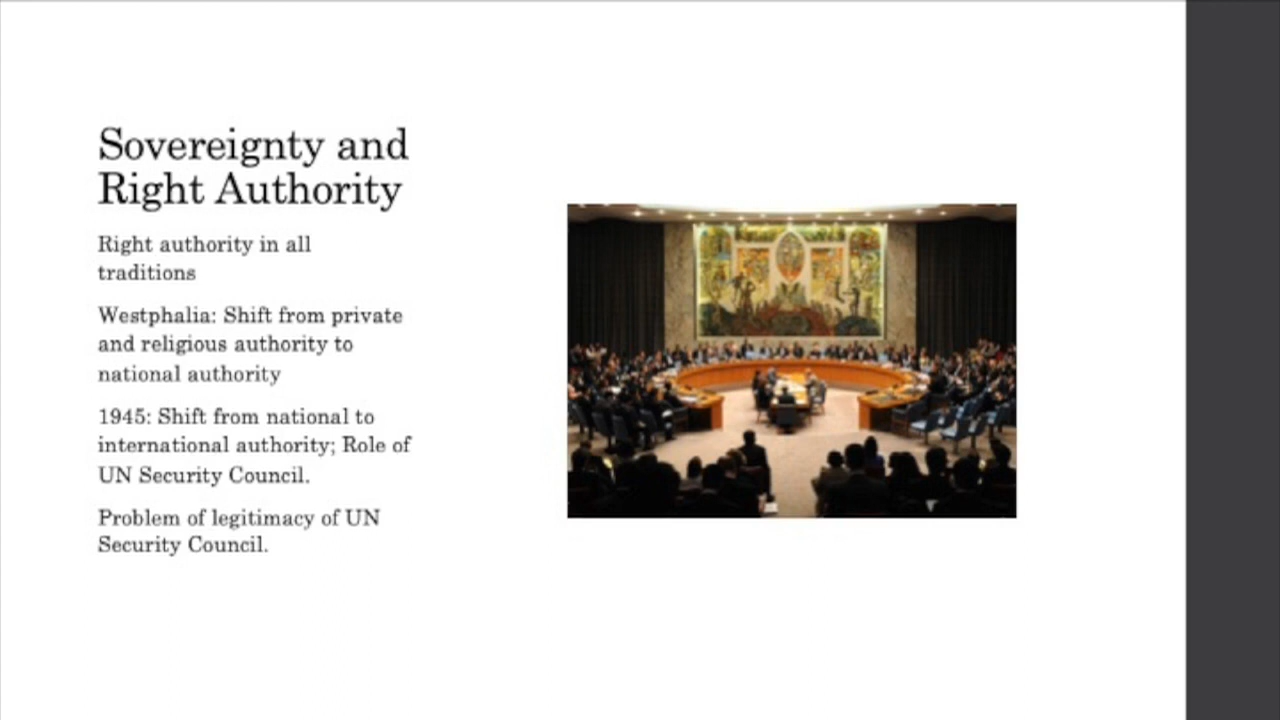 Sovereignty and
Right Authority
Right authority in all
traditions
Westphalia: Shift from private
and religious authority to
national authority
1945: Shift from national to
international authority; Role of
UN Security Council.
Problem of legitimacy of UN
Security Council.